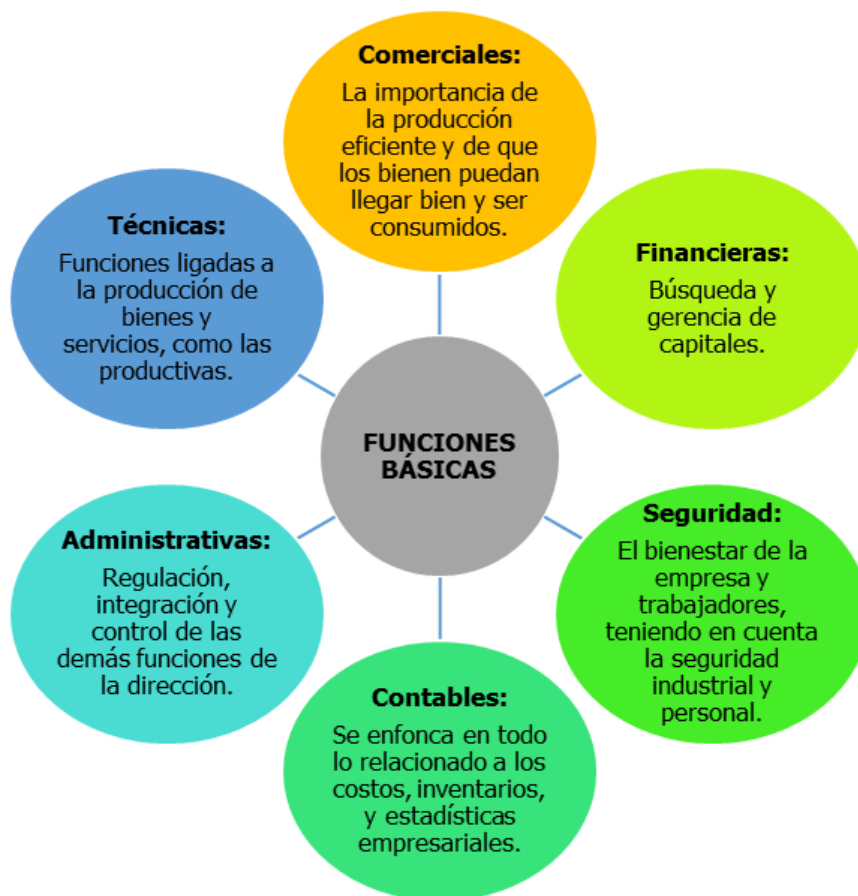 Comerciales:
La importancia de
la producción
eficiente y de que
los bienen puedan
llegar bien y ser
consumidos.
Financieras:
Búsqueda y
gerencia de
capitales.
Seguridad:
El bienestar de la
empresa y
trabajadores,
teniendo en cuenta
la seguridad
industrial y
personal.
Contables:
Se enfonca en todo
lo relacionado a los
costos, inventarios,
y estadísticas
empresariales.
Administrativas:
Regulación,
integración y
control de las
demás funciones de
la dirección.
Técnicas:
Funciones ligadas a
la producción de
bienes y
servicios, como las
productivas.
FUNCIONES
BÁSICAS